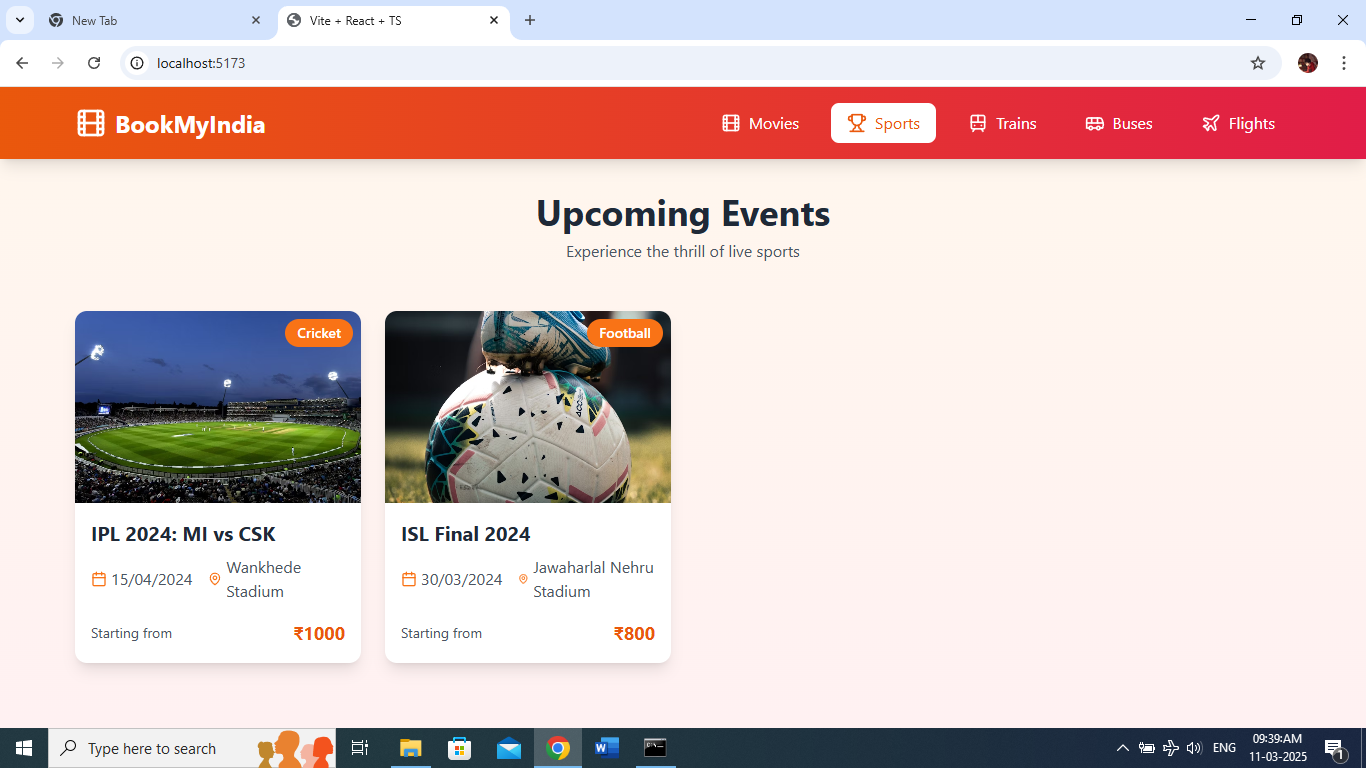 New Tab
Vite + React + TS
localhost:5173
BookMyIndia
Movies
Sports
Trains
Buses
Flights
Upcoming Events
Experience the thrill of live sports
Cricket
Football
IPL 2024: MI vs CSK
15/04/2024
Wankhede
Stadium
Starting from
₹1000
ISL Final 2024
30/03/2024
Jawaharlal Nehru
Stadium
Starting from
₹800
Type here to search
ENG
09:39:AM
11-03-2025
1